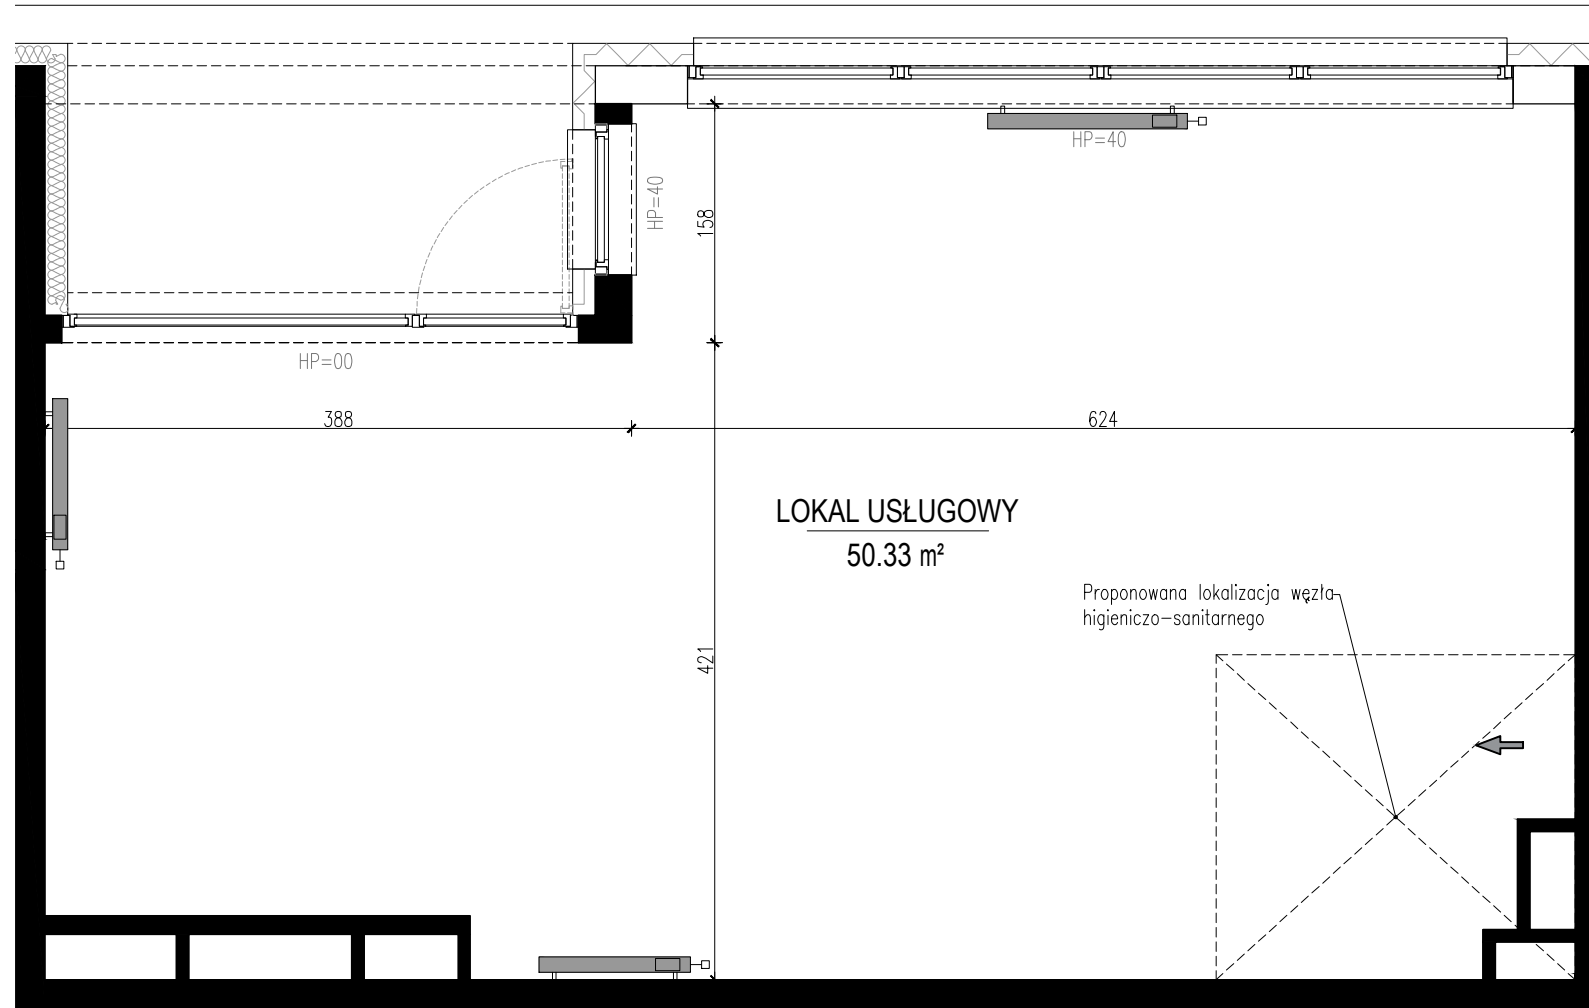 HP=40
HP=40
158
HP=00
388
624
LOKAL USŁUGOWY
50.33 m²
Proponowana lokalizacja węzła
higieniczo-sanitarnego
421